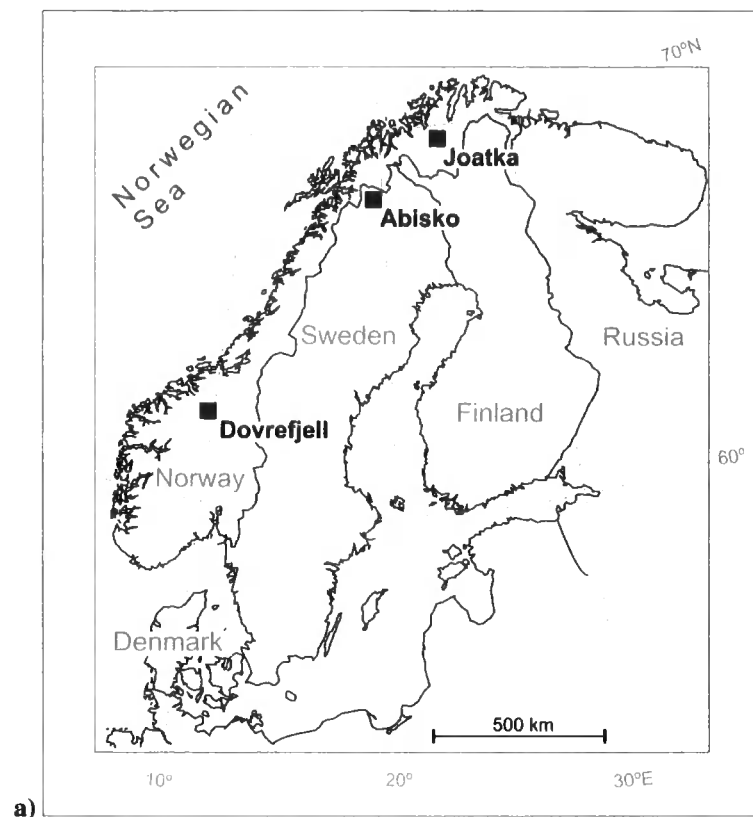 70°N
Norwegian
Sea
Joatka
Abisko
Sweden
Russia
Finland
Dovrefjell
Norway
60°
Denmark
500 km
10°
20°
30°E
a)